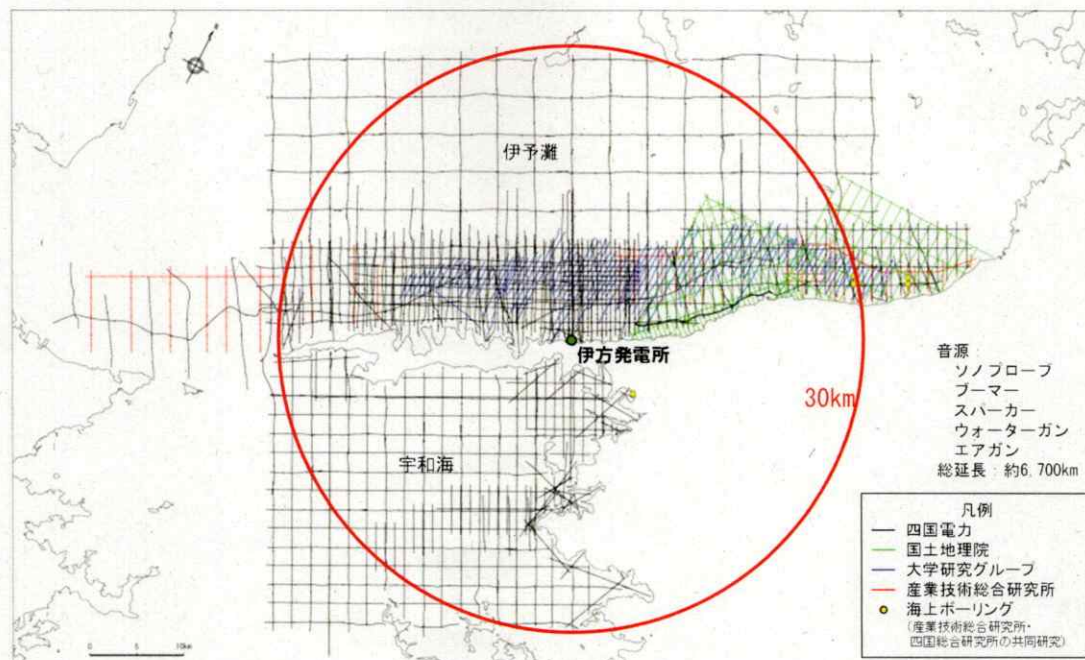 伊予灘
伊方発電所
30km
宇和海
音源:
ソノプローブ
ブーマー
スパーカー
ウォーターガン
エアガン
総延長:約6,700km
凡例
四国電力
国土地理院
大学研究グループ
産業技術総合研究所
海上ボーリング
(産業技術総合研究所・
四国総合研究所の共同研究)
0 5 10km